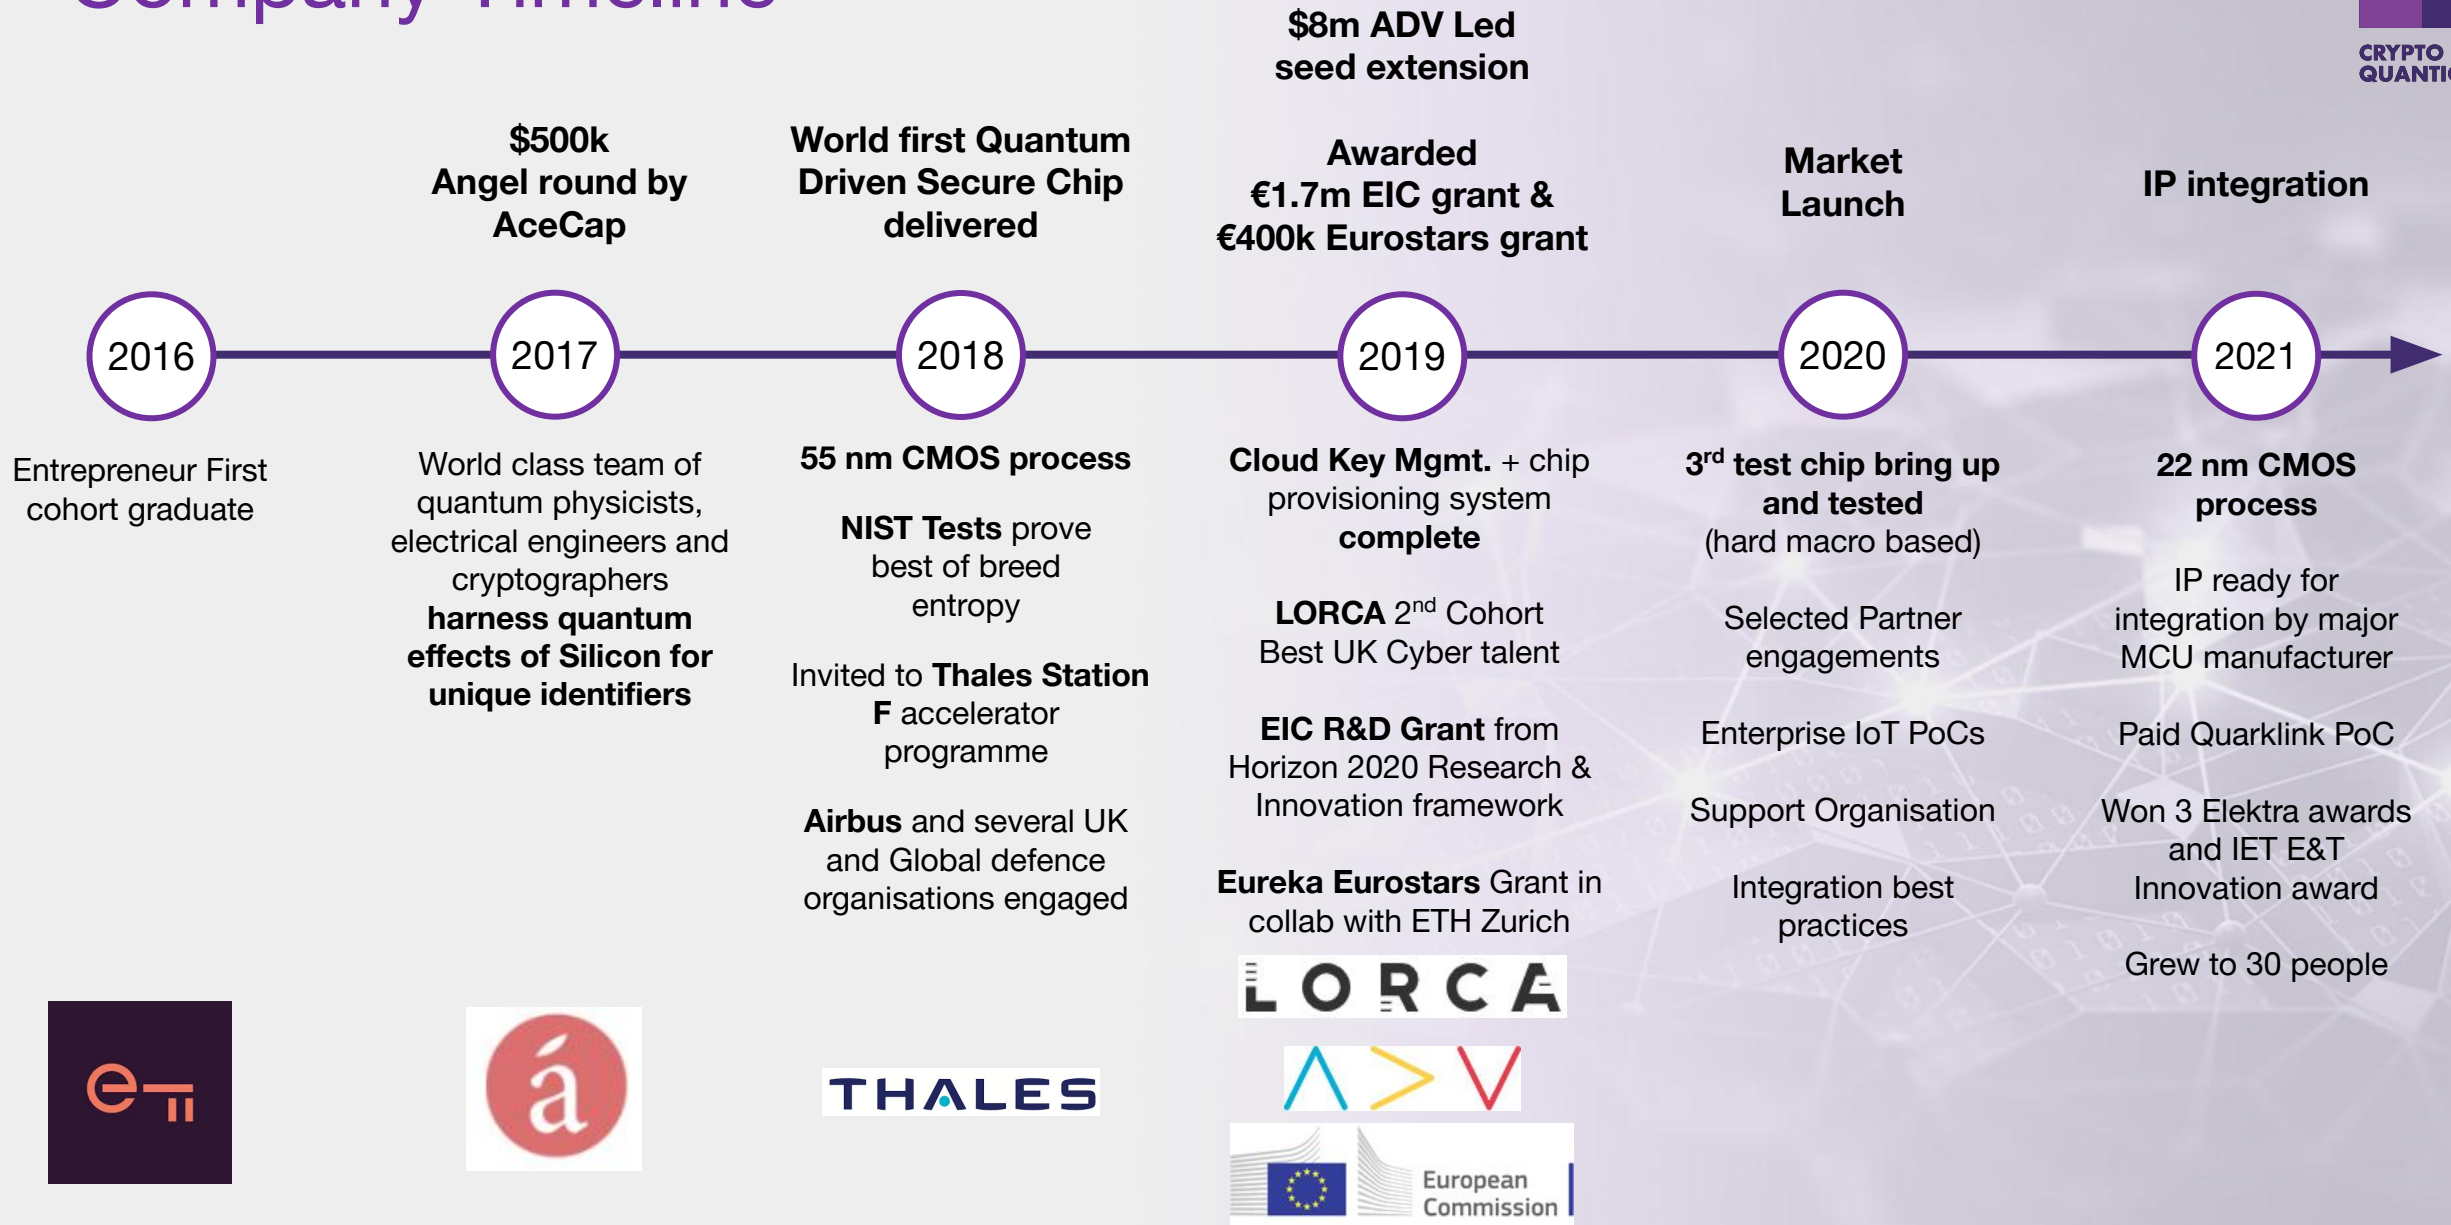 Company Timeline
CRYPTO
QUANTIC
$8m ADV Led
seed extension
$500k
Angel round by
AceCap
World first Quantum
Driven Secure Chip
delivered
Awarded
€1.7m EIC grant &
€400k Eurostars grant
Market
Launch
IP integration
2016
2017
2018
2019
2020
2021
Entrepreneur First
cohort graduate
World class team of
quantum physicists,
electrical engineers and
cryptographers
harness quantum
effects of Silicon for
unique identifiers
55 nm CMOS process
NIST Tests prove
best of breed
entropy
Invited to Thales Station
F accelerator
programme
Airbus and several UK
and Global defence
organisations engaged
Cloud Key Mgmt. + chip
provisioning system
complete
LORCA 2nd Cohort
Best UK Cyber talent
EIC R&D Grant from
Horizon 2020 Research &
Innovation framework
Eureka Eurostars Grant in
collab with ETH Zurich
3rd test chip bring up
and tested
(hard macro based)
Selected Partner
engagements
Enterprise IoT PoCs
Support Organisation
Integration best
practices
22 nm CMOS
process
IP ready for
integration by major
MCU manufacturer
Paid Quarklink PoC
Won 3 Elektra awards
and IET E&T
Innovation award
Grew to 30 people
á
THALES
LORCA
European
Commission